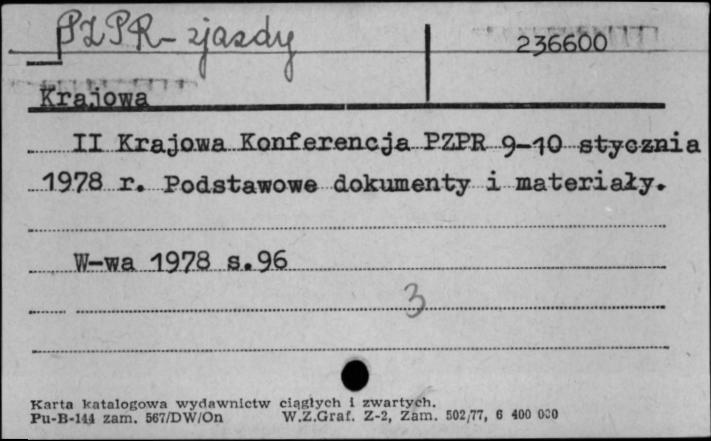 PZPR - zjazdy
236600
Krajowa
II Krajowa Konferencja PZPR 9-10 stycznia
1978 r. Podstawowe dokumenty i materiały.
W-wa 1978 s.96
3
Karta katalogowa wydawnictw ciągłych i zwartych.
Pu-B-144 zam. 567/DW/On W.Z.Graf. Z-2, Zam. 502/77, 6 400 000